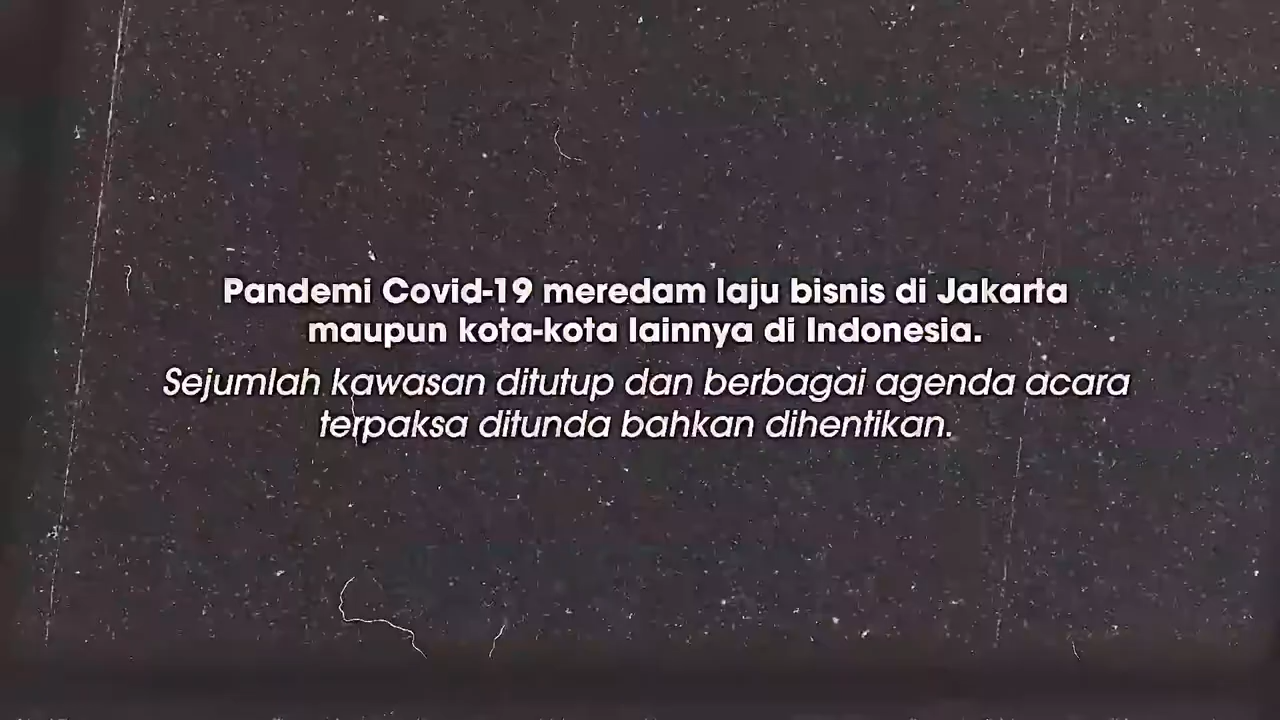 Pandemi Covid-19 meredam laju bisnis di Jakarta
maupun kota-kota lainnya di Indonesia.
Sejumlah kawasan ditutup dan berbagai agenda acara
terpaksa ditunda bahkan dihentikan.